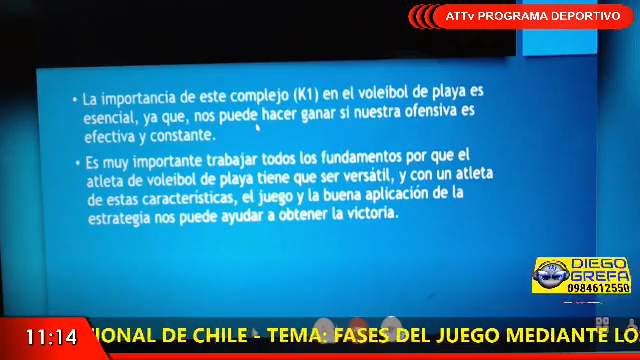 ATTv PROGRAMA DEPORTIVO
• La importancia de este complejo (K1) en el voleibol de playa es
esencial, ya que, nos puede hacer ganar si nuestra ofensiva es
efectiva y constante.
• Es muy importante trabajar todos los fundamentos por que el
atleta de voleibol de playa tiene que ser versátil, y con un atleta
de estas características, el juego y la buena aplicación de la
estrategia nos puede ayudar a obtener la victoria.
DIEGO
GREFA
0984612550
11:14
IONAL DE CHILE - TEMA: FASES DEL JUEGO MEDIANTE LO